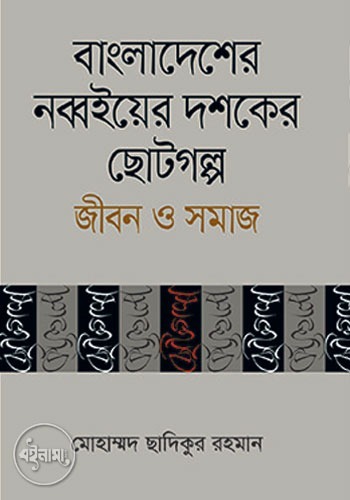 বাংলাদেশের
নব্বইয়ের দশকের
ছোটগল্প
জীবন ও সমাজ
মোহাম্মদ ছাদিকুর রহমান
বইনামা